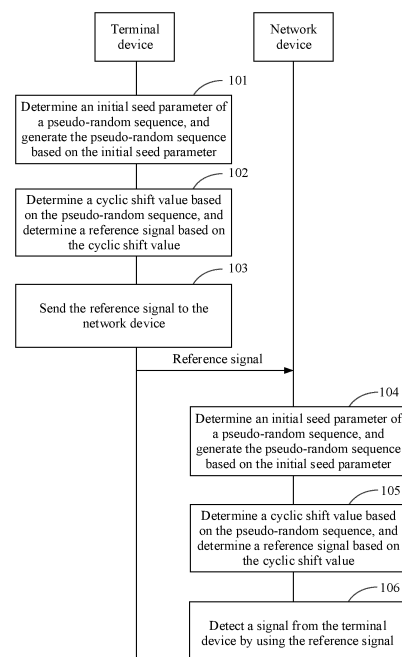 Terminal
device
Network
device
101
Determine an initial seed parameter of
a pseudo-random sequence, and
generate the pseudo-random sequence
based on the initial seed parameter
102
Determine a cyclic shift value based
on the pseudo-random sequence, and
determine a reference signal based on
the cyclic shift value
103
Send the reference signal to the
network device
Reference signal
104
Determine an initial seed parameter of
a pseudo-random sequence, and
generate the pseudo-random sequence
based on the initial seed parameter
105
Determine a cyclic shift value based
on the pseudo-random sequence, and
determine a reference signal based on
the cyclic shift value
106
Detect a signal from the terminal
device by using the reference signal